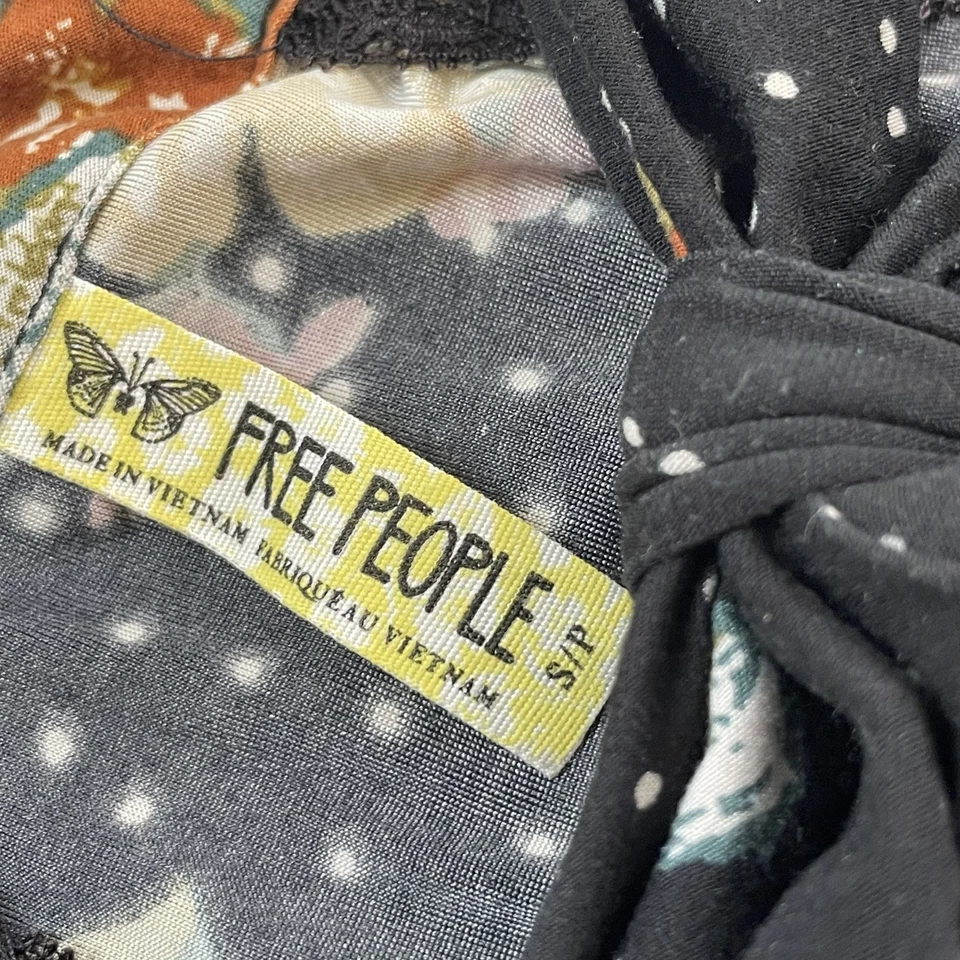 FREE PEOPLE
S/P
MADE IN VIETNAM FABRIQUÉ AU VIETNAM